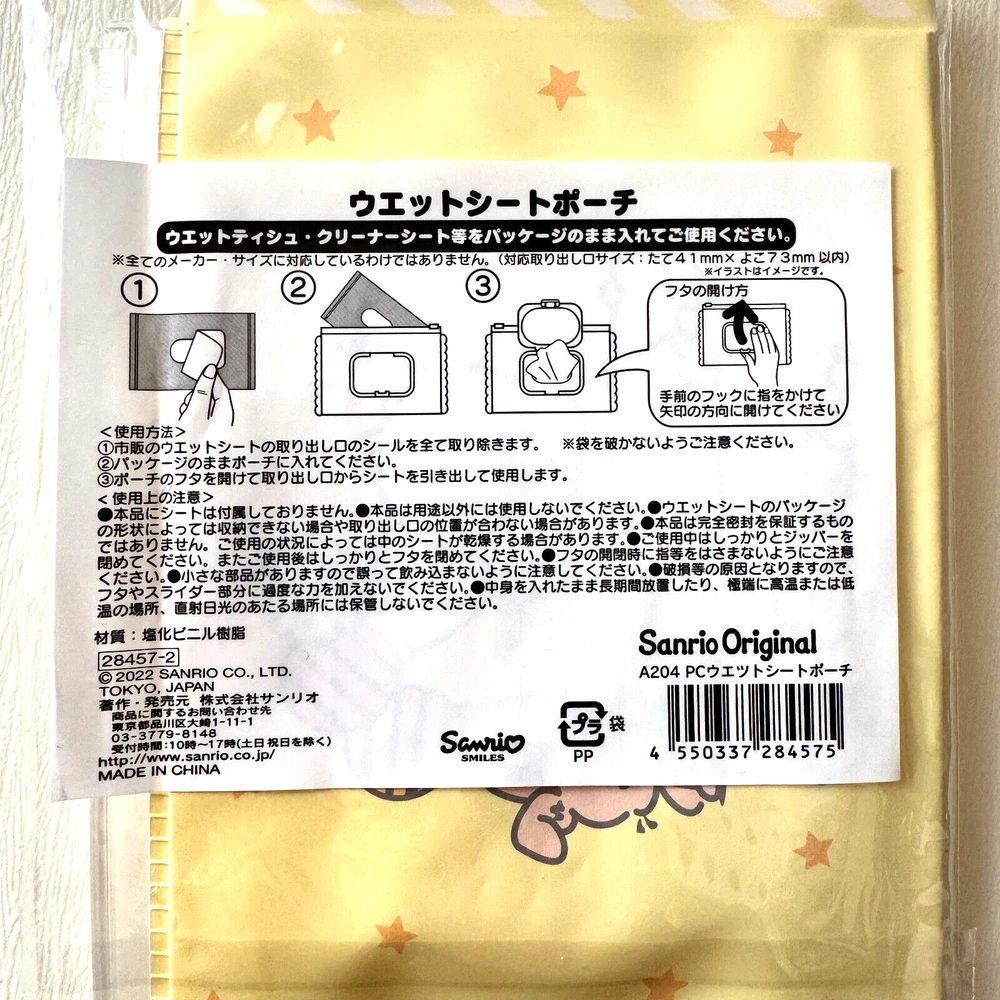 ウエットシートポーチ
ウエットティシュ・クリーナーシート等をパッケージのまま入れてご使用ください。
※全てのメーカー・サイズに対応しているわけではありません。(対応取り出し口サイズ:たて41mm×よこ73mm以内)
※イラストはイメージです。
① ② ③
フタの開け方
手前のフックに指をかけて
矢印の方向に開けてください
<使用方法>
①市販のウエットシートの取り出し口のシールを全て取り除きます。 ※袋を破かないようご注意ください。
②パッケージのままポーチに入れてください。
③ポーチのフタを開けて取り出し口からシートを引き出して使用します。
<使用上の注意>
●本品にシートは付属しておりません。●本品は用途以外には使用しないでください。●ウエットシートのパッケージ
の形状によっては収納できない場合や取り出し口の位置が合わない場合があります。●本品は完全密封を保証するもの
ではありません。ご使用の状況によっては中のシートが乾燥する場合があります。●ご使用中はしっかりとジッパーを
閉めてください。またご使用後はしっかりとフタを閉めてください。●フタの開閉時に指等をはさまないようにご注意
ください。●小さな部品がありますので誤って飲み込まないように注意してください。●破損等の原因となりますので、
フタやスライダー部分に過度な力を加えないでください。●中身を入れたまま長期間放置したり、極端に高温または低
温の場所、直射日光のあたる場所には保管しないでください。
材質:塩化ビニル樹脂
28457-2
© 2022 SANRIO CO., LTD.
TOKYO, JAPAN
著作・発売元 株式会社サンリオ
商品に関するお問い合わせ先
東京都品川区大崎1-11-1
03-3779-8148
受付時間:10時~17時(土日祝日を除く)
http://www.sanrio.co.jp/
MADE IN CHINA
Sanrio
SMILES
プラ 袋
PP
Sanrio Original
A204 PCウエットシートポーチ
4 550337 284575